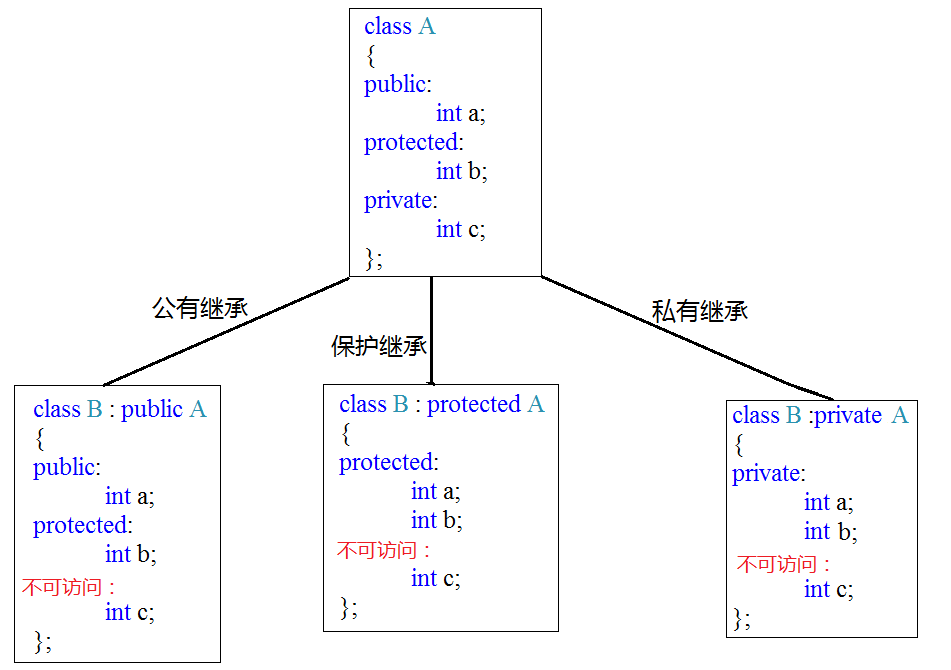 class A
{
public:
int a;
protected:
int b;
private:
int c;
};
公有继承
保护继承
私有继承
class B : public A
{
public:
int a;
protected:
int b;
不可访问：
int c;
};
class B : protected A
{
protected:
int a;
int b;
不可访问：
int c;
};
class B :private A
{
private:
int a;
int b;
不可访问：
int c;
};